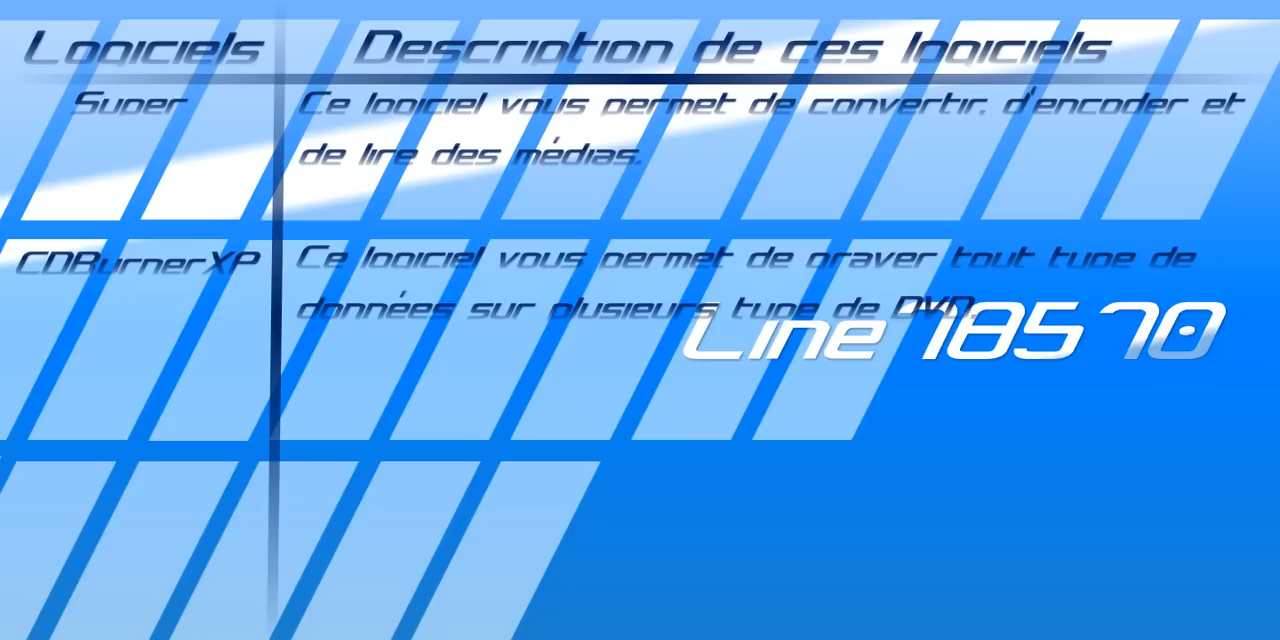 Logiciels Description de ces logiciels
Super Ce logiciel vous permet de convertir, d'encoder et
de lire des médias.
CDBurnerXP Ce logiciel vous permet de graver tout type de
données sur plusieurs type de DVD.
Line 18570